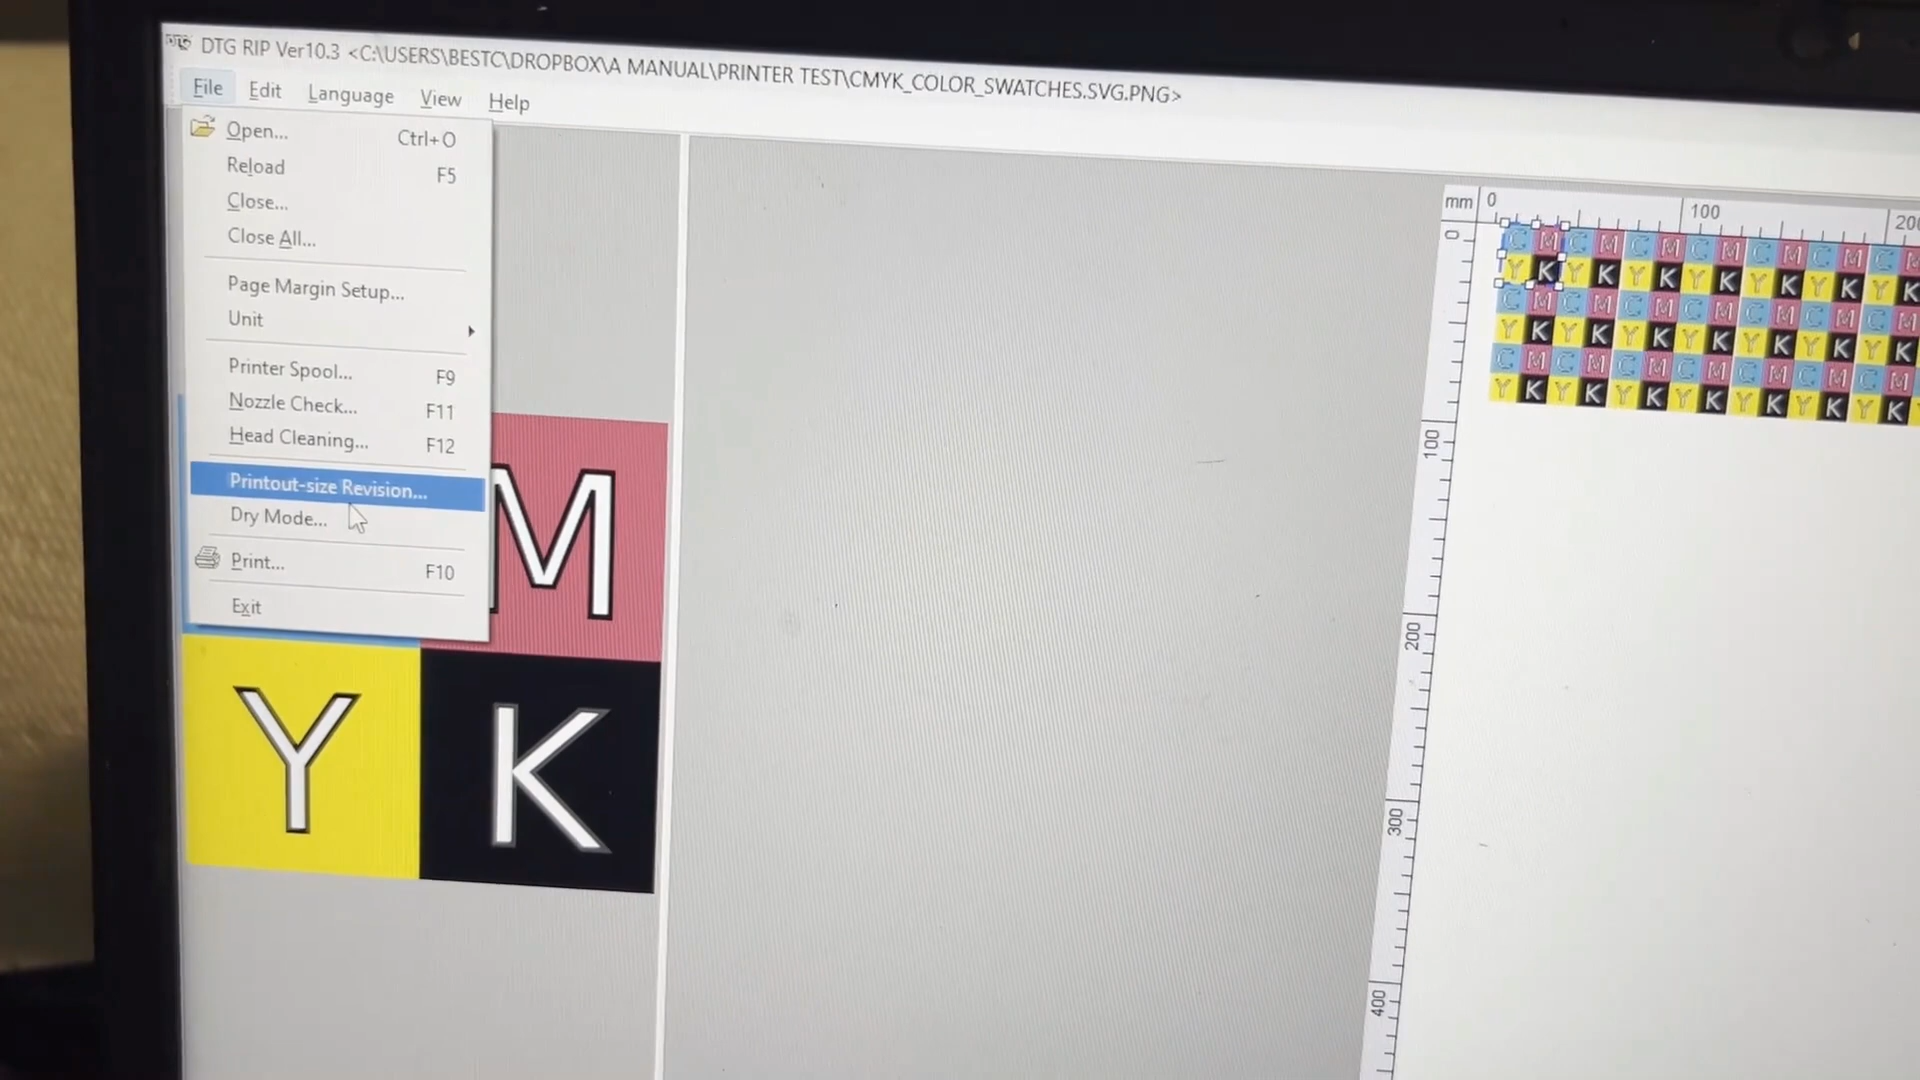 DTG RIP Ver10.3 <C:\USERS\BESTC\DROPBOX\A MANUAL\PRINTER TEST\CMYK_COLOR_SWATCHES.SVG.PNG>
File Edit Language View Help
Open... Ctrl+O
Reload F5
Close...
Close All...
Page Margin Setup...
Unit
Printer Spool... F9
Nozzle Check... F11
Head Cleaning... F12
Printout-size Revision...
Dry Mode...
Print... F10
Exit
M
Y K
mm 0 100 200
0
100
200
300
400
C M C M C M C M C M C M C M
Y K Y K Y K Y K Y K Y K Y K
C M C M C M C M C M C M C M
Y K Y K Y K Y K Y K Y K Y K
C M C M C M C M C M C M C M
Y K Y K Y K Y K Y K Y K Y K